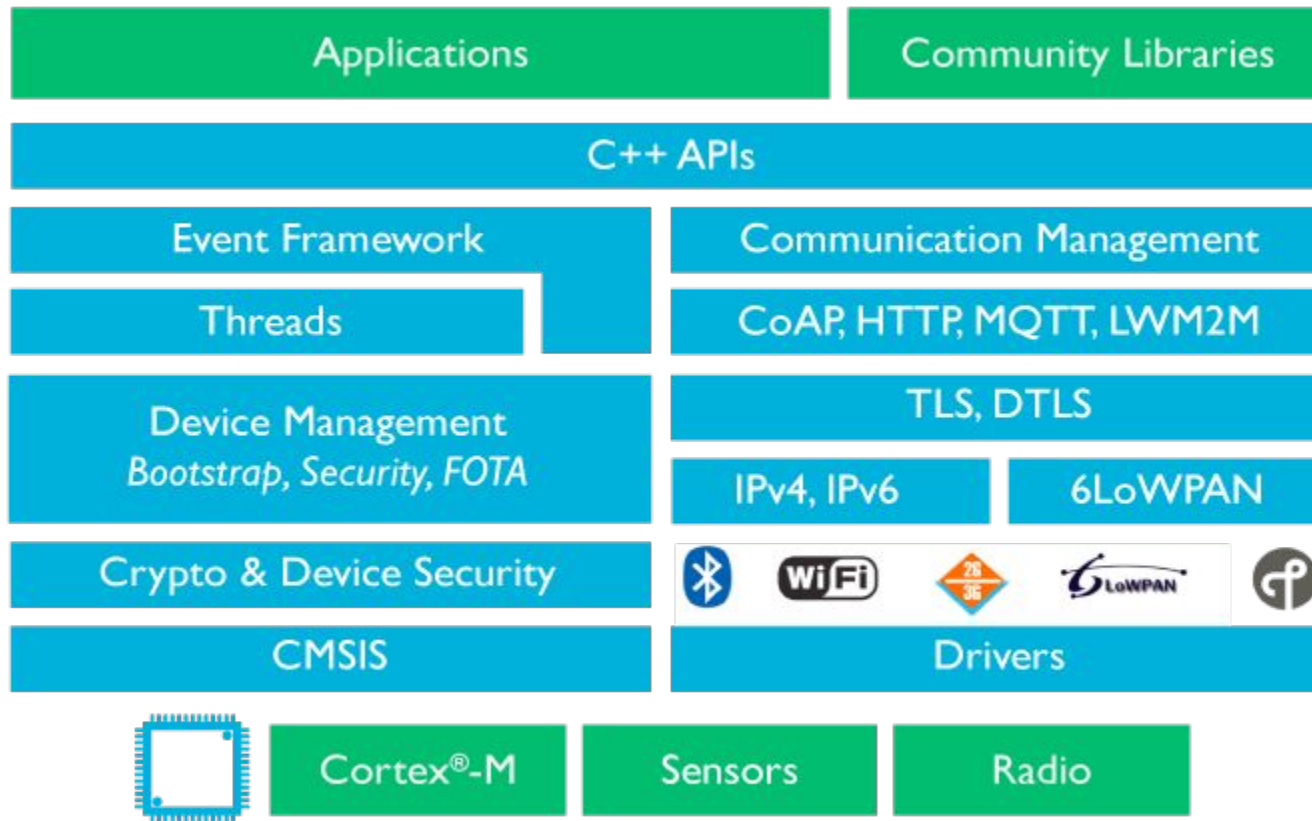 Applications
Community Libraries
C++ APIs
Event Framework
Communication Management
Threads
CoAP, HTTP, MQTT, LWM2M
Device Management
Bootstrap, Security, FOTA
TLS, DTLS
IPv4, IPv6
6LoWPAN
Crypto & Device Security
WiFi
2G
3G
6LoWPAN
CMSIS
Drivers
Cortex®-M
Sensors
Radio